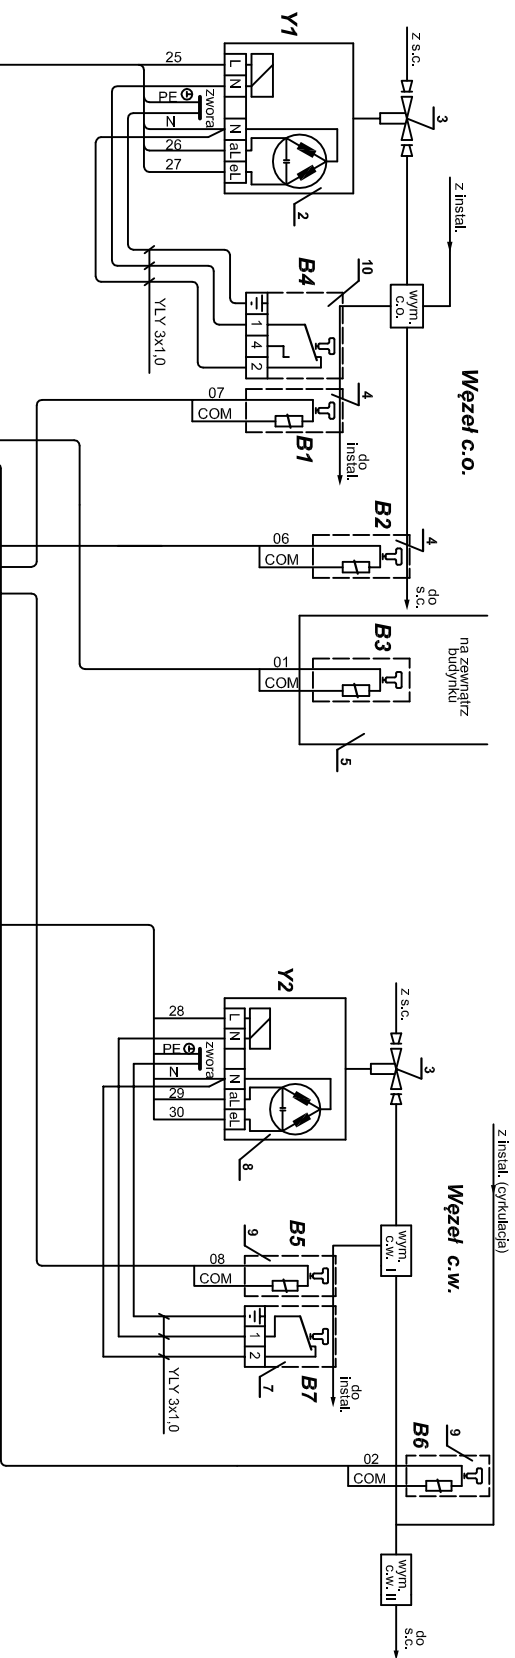 Węzeł c.o.
z s.c.
3
z instal.
wym.
c.o.
do
s.c.
Y1
L
N
N
aL
eL
25
PE
zwora
N
26
27
2
YLY 3x1,0
B4
10
1
4
2
B1
4
07
COM
do
instal.
B2
4
06
COM
B3
01
COM
na zewnątrz
budynku
5
Węzeł c.w.
z s.c.
3
z instal. (cyrkulacja)
wym.
c.w. I
Y2
L
N
N
aL
eL
28
PE
zwora
N
29
30
8
B5
9
08
COM
B7
1
2
7
YLY 3x1,0
do
instal.
B6
9
02
COM
wym.
c.w. II
do
s.c.